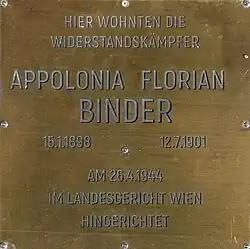 HIER WOHNTEN DIE
WIDERSTANDSKÄMPFER
APPOLONIA FLORIAN
BINDER
15.1.1898 12.7.1901
AM 26.4.1944
IM LANDESGERICHT WIEN
HINGERICHTET